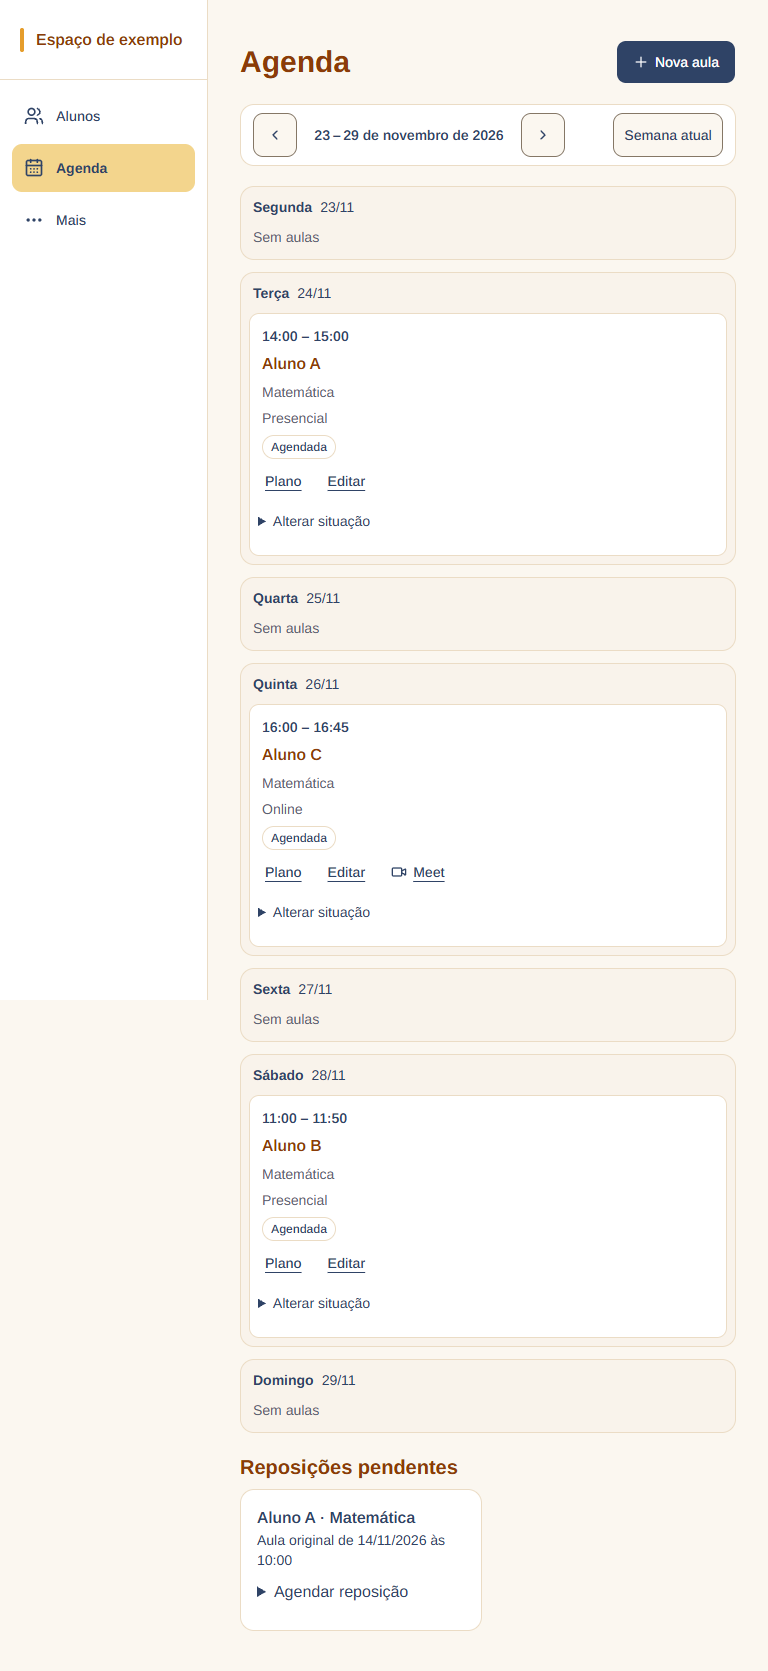 Espaço de exemplo
Alunos
Agenda
Mais
Agenda
Nova aula
23 – 29 de novembro de 2026
Semana atual
Segunda 23/11
Sem aulas
Terça 24/11
14:00 – 15:00
Aluno A
Matemática
Presencial
Agendada
Plano Editar
Alterar situação
Quarta 25/11
Sem aulas
Quinta 26/11
16:00 – 16:45
Aluno C
Matemática
Online
Agendada
Plano Editar Meet
Alterar situação
Sexta 27/11
Sem aulas
Sábado 28/11
11:00 – 11:50
Aluno B
Matemática
Presencial
Agendada
Plano Editar
Alterar situação
Domingo 29/11
Sem aulas
Reposições pendentes
Aluno A · Matemática
Aula original de 14/11/2026 às
10:00
Agendar reposição